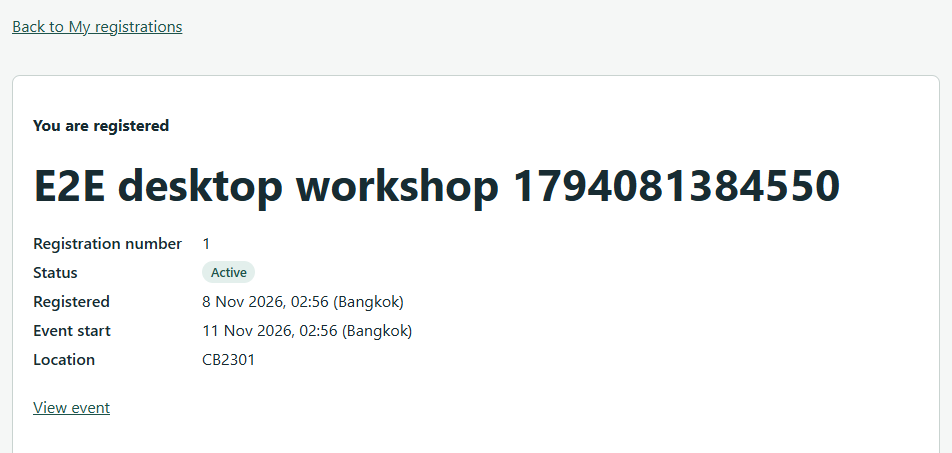 Back to My registrations
You are registered
E2E desktop workshop 1794081384550
Registration number 1
Status Active
Registered 8 Nov 2026, 02:56 (Bangkok)
Event start 11 Nov 2026, 02:56 (Bangkok)
Location CB2301
View event